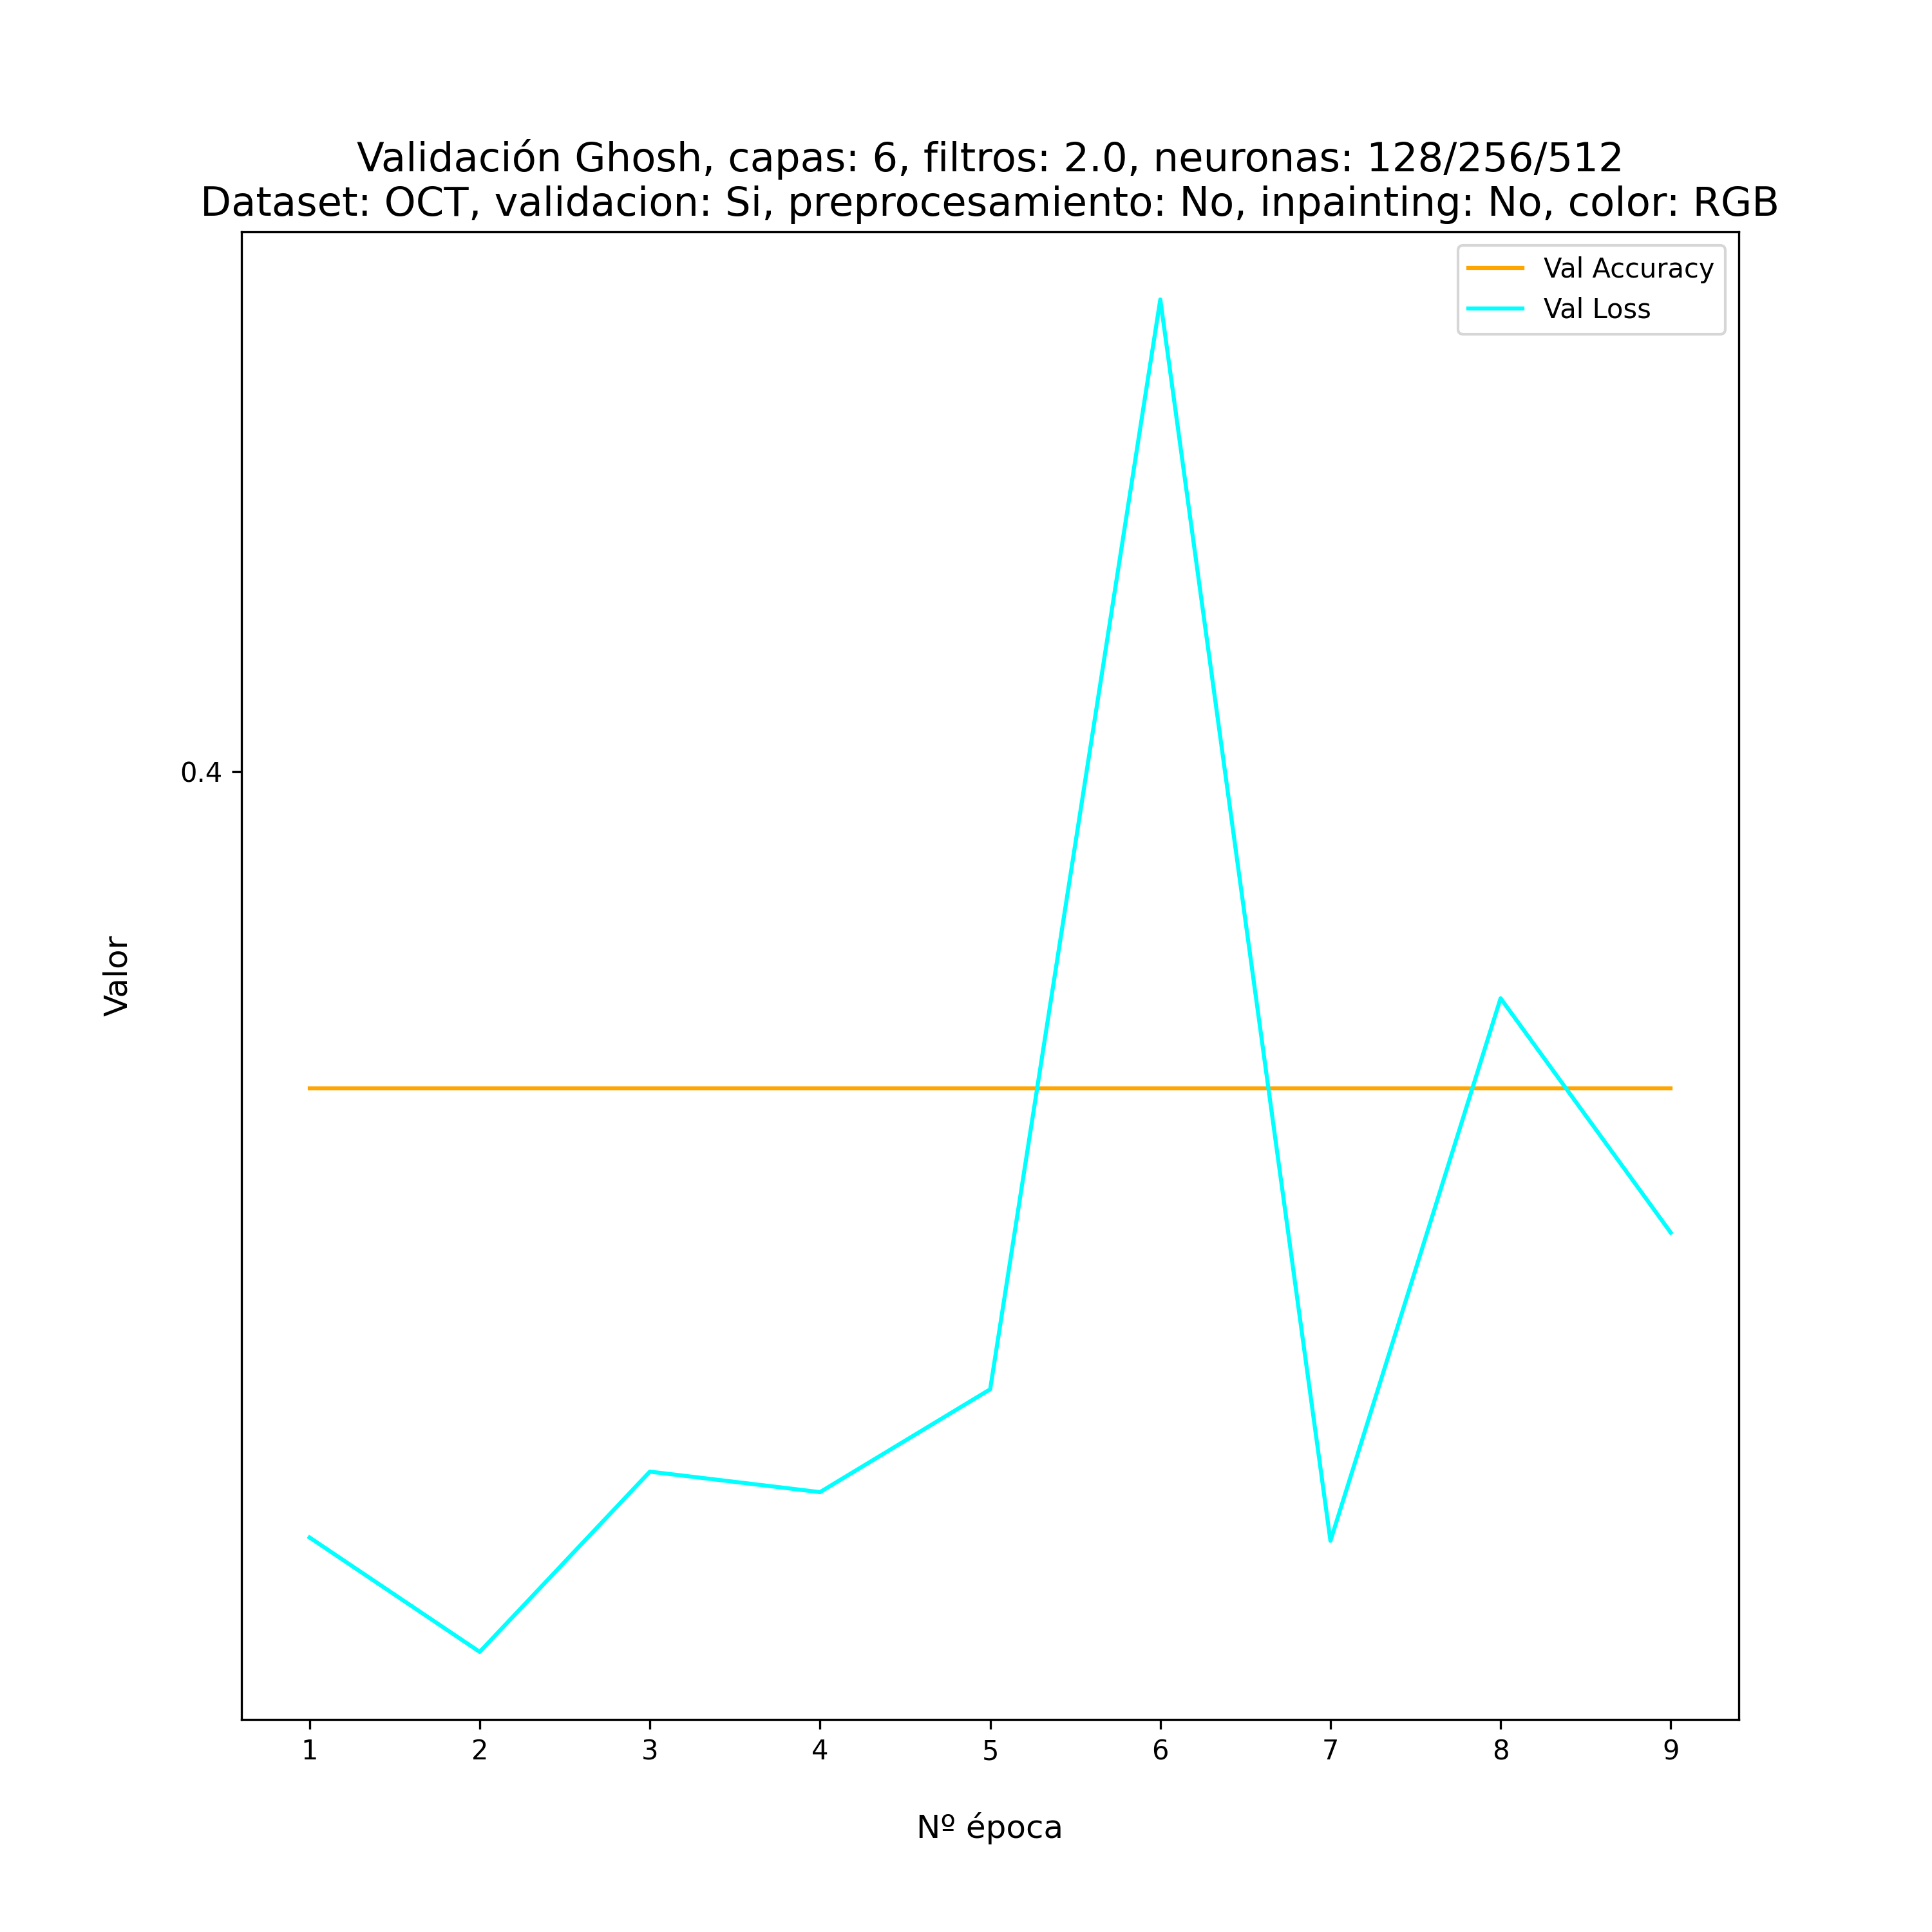 Validación Ghosh, capas: 6, filtros: 2.0, neuronas: 128/256/512
Dataset: OCT, validacion: Si, preprocesamiento: No, inpainting: No, color: RGB
Val Accuracy
Val Loss
0.4
Valor
1 2 3 4 5 6 7 8 9
Nº época